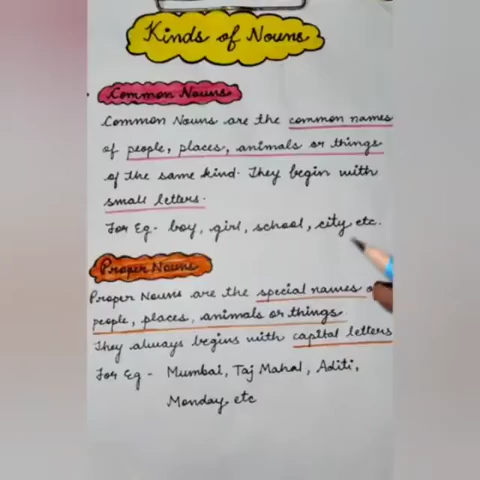 Kinds of Nouns
Common Nouns
Common Nouns are the common names
of people, places, animals or things
of the same kind. They begin with
small letters.
For Eg. boy, girl, school, city etc.
Proper Nouns
Proper Nouns are the special names
people, places, animals or things
They always begins with capital letters
For Eg - Mumbai, Taj Mahal, Aditi,
Monday etc